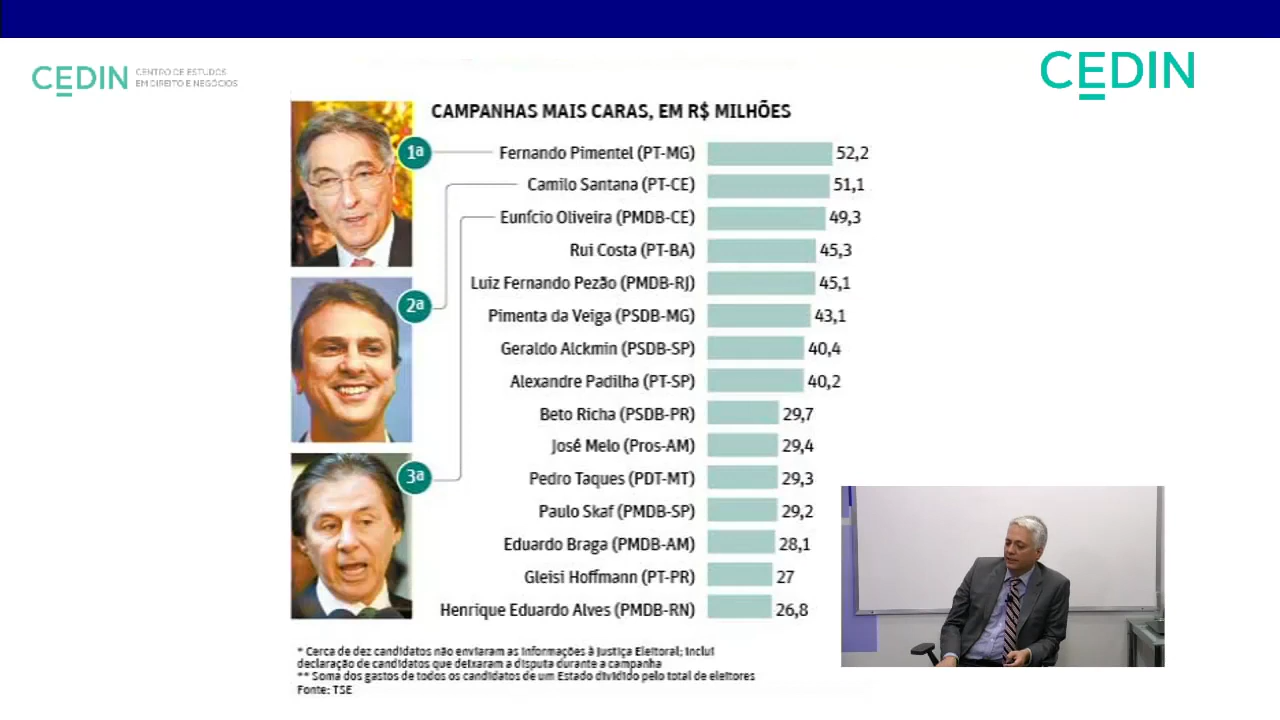 CEDIN CENTRO DE ESTUDOS
EM DIREITO E NEGÓCIOS
CEDIN
CAMPANHAS MAIS CARAS, EM R$ MILHÕES
1ª Fernando Pimentel (PT-MG) 52,2
Camilo Santana (PT-CE) 51,1
Eunício Oliveira (PMDB-CE) 49,3
Rui Costa (PT-BA) 45,3
Luiz Fernando Pezão (PMDB-RJ) 45,1
2ª
Pimenta da Veiga (PSDB-MG) 43,1
Geraldo Alckmin (PSDB-SP) 40,4
Alexandre Padilha (PT-SP) 40,2
Beto Richa (PSDB-PR) 29,7
José Melo (Pros-AM) 29,4
3ª Pedro Taques (PDT-MT) 29,3
Paulo Skaf (PMDB-SP) 29,2
Eduardo Braga (PMDB-AM) 28,1
Gleisi Hoffmann (PT-PR) 27
Henrique Eduardo Alves (PMDB-RN) 26,8
* Cerca de dez candidatos não enviaram as informações à Justiça Eleitoral; inclui
declaração de candidatos que deixaram a disputa durante a campanha
** Soma dos gastos de todos os candidatos de um Estado dividido pelo total de eleitores
Fonte: TSE